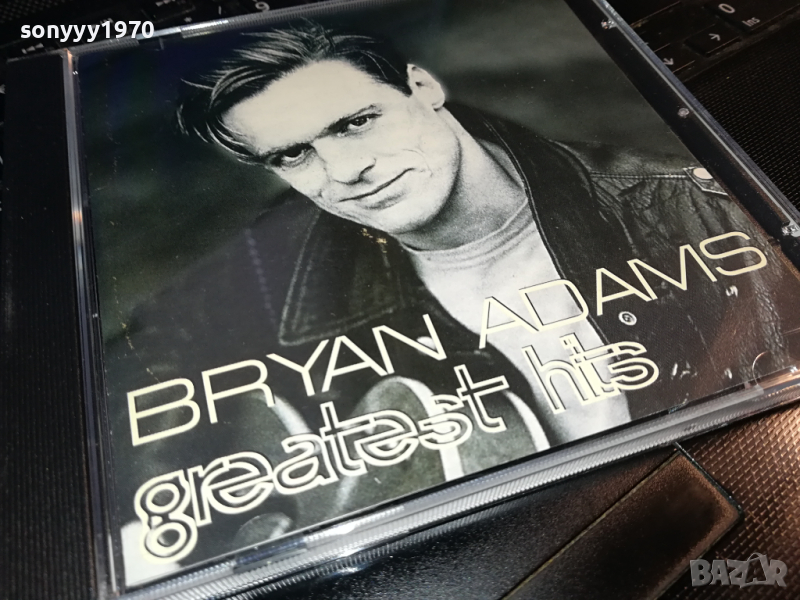 sonyyy1970
BRYAN ADAMS
greatest hits
BAZAR